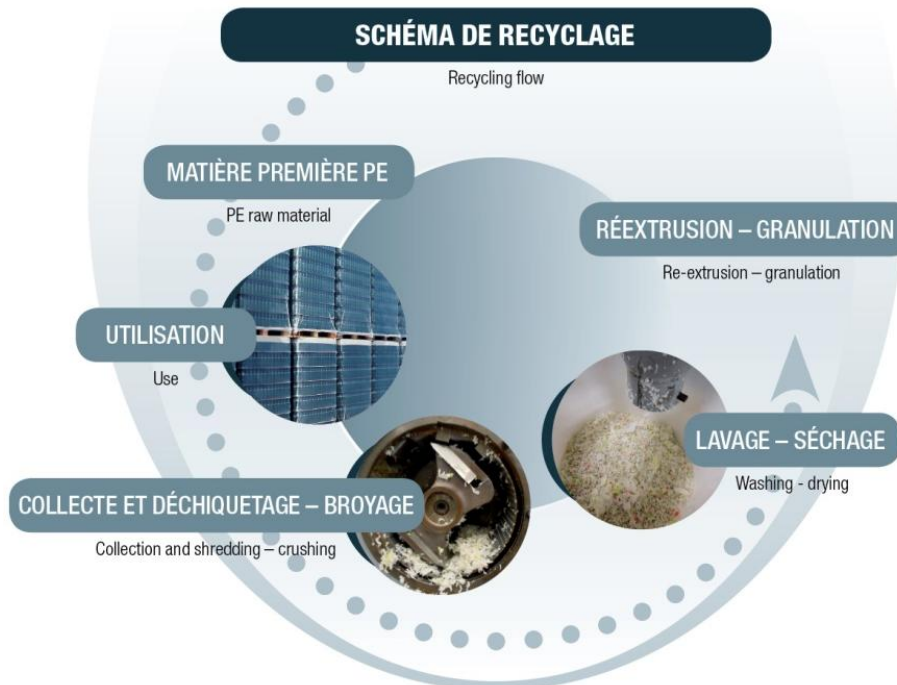 SCHÉMA DE RECYCLAGE
Recycling flow
MATIÈRE PREMIÈRE PE
PE raw material
UTILISATION
Use
COLLECTE ET DÉCHIQUETAGE – BROYAGE
Collection and shredding – crushing
LAVAGE – SÉCHAGE
Washing - drying
RÉEXTRUSION – GRANULATION
Re-extrusion – granulation